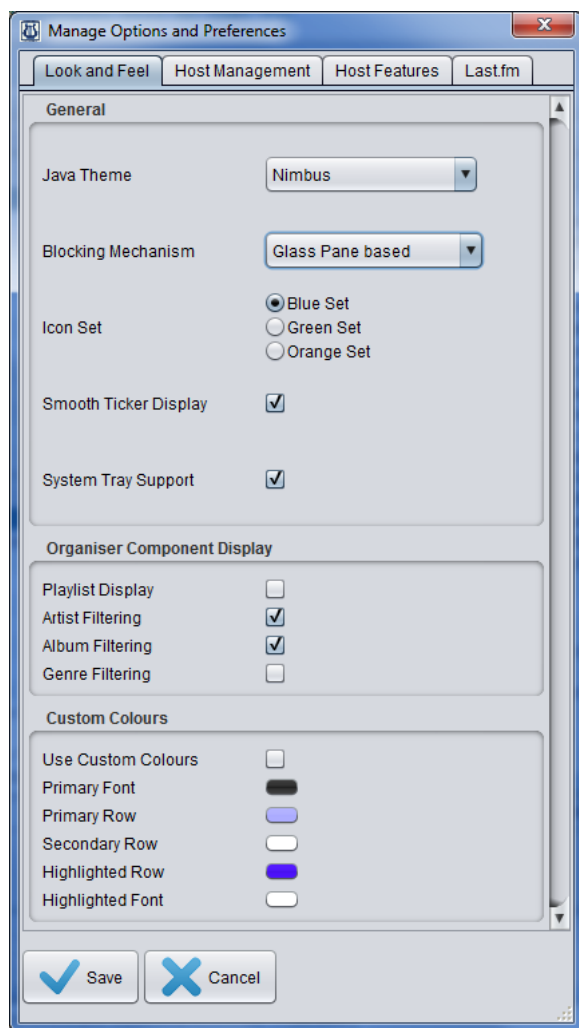 Manage Options and Preferences
Look and Feel Host Management Host Features Last.fm
General
Java Theme Nimbus
Blocking Mechanism Glass Pane based
Blue Set
Icon Set Green Set
Orange Set
Smooth Ticker Display
System Tray Support
Organiser Component Display
Playlist Display
Artist Filtering
Album Filtering
Genre Filtering
Custom Colours
Use Custom Colours
Primary Font
Primary Row
Secondary Row
Highlighted Row
Highlighted Font
Save Cancel